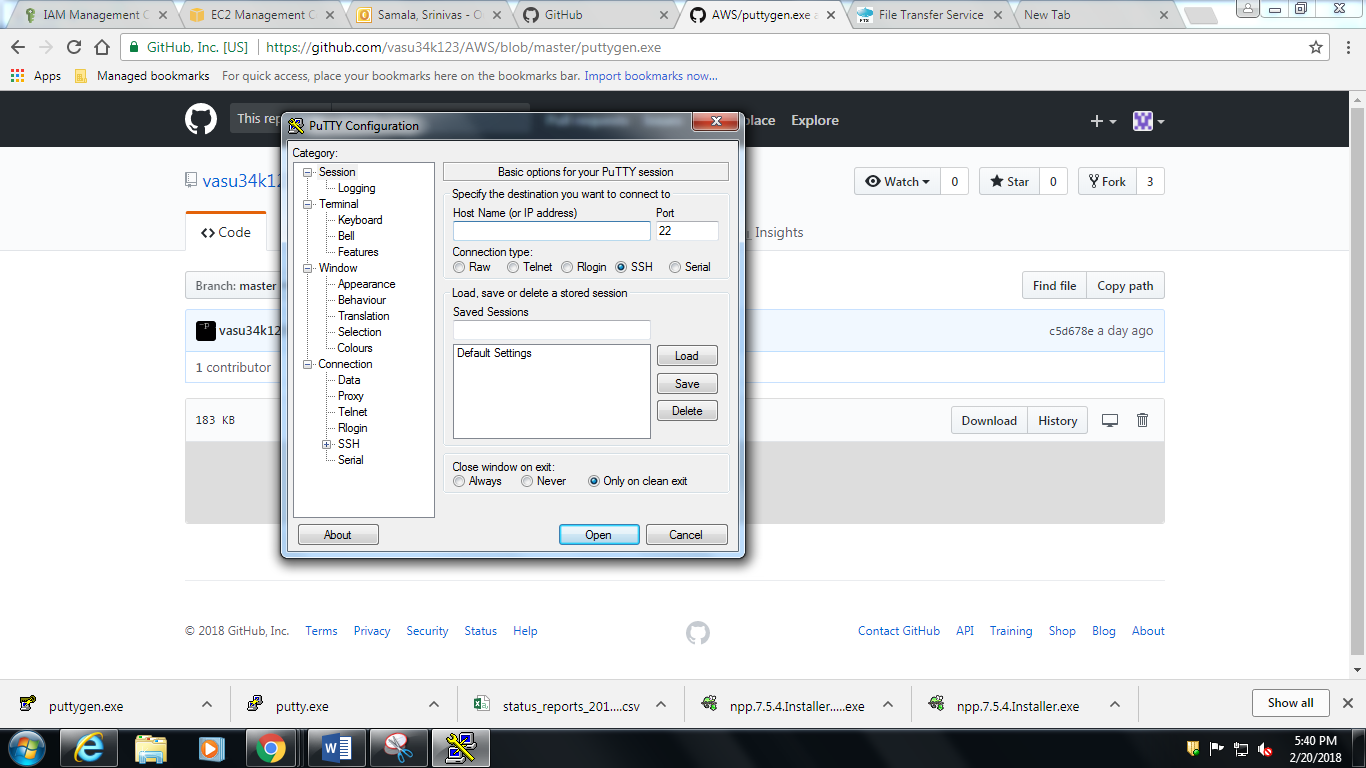 IAM Management C
EC2 Management C
Samala, Srinivas - O
GitHub
AWS/puttygen.exe a
File Transfer Service
New Tab
GitHub, Inc. [US]
https://github.com/vasu34k123/AWS/blob/master/puttygen.exe
Apps
Managed bookmarks
For quick access, place your bookmarks here on the bookmarks bar. Import bookmarks now...
This rep
place
Explore
vasu34k12
Watch
0
Star
0
Fork
3
Code
Insights
Branch: master
Find file
Copy path
vasu34k12
c5d678e a day ago
1 contributor
183 KB
Download
History
PuTTY Configuration
Category:
Session
Logging
Terminal
Keyboard
Bell
Features
Window
Appearance
Behaviour
Translation
Selection
Colours
Connection
Data
Proxy
Telnet
Rlogin
SSH
Serial
Basic options for your PuTTY session
Specify the destination you want to connect to
Host Name (or IP address)
Port
22
Connection type:
Raw
Telnet
Rlogin
SSH
Serial
Load, save or delete a stored session
Saved Sessions
Default Settings
Load
Save
Delete
Close window on exit:
Always
Never
Only on clean exit
About
Open
Cancel
© 2018 GitHub, Inc.
Terms
Privacy
Security
Status
Help
Contact GitHub
API
Training
Shop
Blog
About
puttygen.exe
putty.exe
status_reports_201....csv
npp.7.5.4.Installer.....exe
npp.7.5.4.Installer.exe
Show all
5:40 PM
2/20/2018